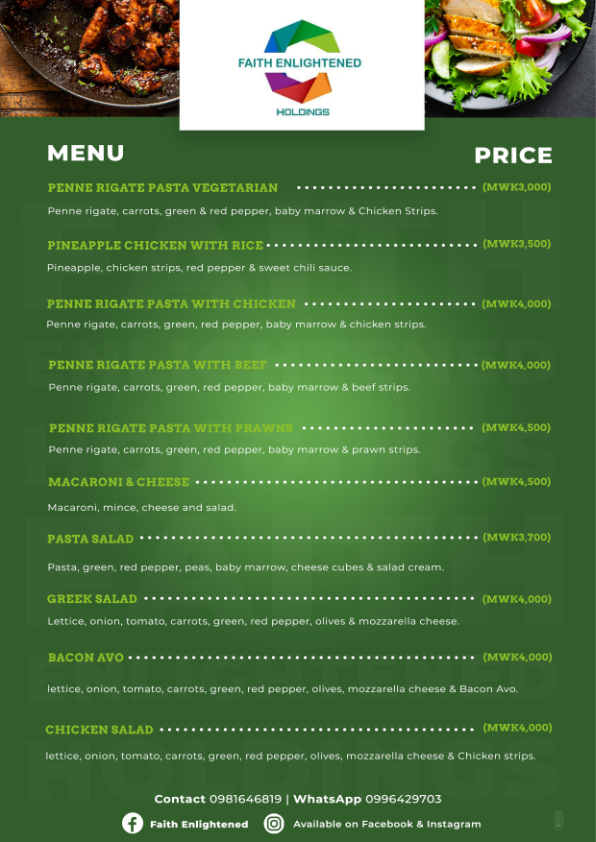 FAITH ENLIGHTENED
HOLDINGS
MENU
PRICE
PENNE RIGATE PASTA VEGETARIAN (MWK3,000)
Penne rigate, carrots, green & red pepper, baby marrow & Chicken Strips.
PINEAPPLE CHICKEN WITH RICE (MWK3,500)
Pineapple, chicken strips, red pepper & sweet chili sauce.
PENNE RIGATE PASTA WITH CHICKEN (MWK4,000)
Penne rigate, carrots, green, red pepper, baby marrow & chicken strips.
PENNE RIGATE PASTA WITH BEEF (MWK4,000)
Penne rigate, carrots, green, red pepper, baby marrow & beef strips.
PENNE RIGATE PASTA WITH PRAWNS (MWK4,500)
Penne rigate, carrots, green, red pepper, baby marrow & prawn strips.
MACARONI & CHEESE (MWK4,500)
Macaroni, mince, cheese and salad.
PASTA SALAD (MWK3,700)
Pasta, green, red pepper, peas, baby marrow, cheese cubes & salad cream.
GREEK SALAD (MWK4,000)
Lettice, onion, tomato, carrots, green, red pepper, olives & mozzarella cheese.
BACON AVO (MWK4,000)
lettice, onion, tomato, carrots, green, red pepper, olives, mozzarella cheese & Bacon Avo.
CHICKEN SALAD (MWK4,000)
lettice, onion, tomato, carrots, green, red pepper, olives, mozzarella cheese & Chicken strips.
Contact 0981646819 | WhatsApp 0996429703
Faith Enlightened Available on Facebook & Instagram
FAITH
ENLIGHTENED
HOLDINGS
FAITH
ENLIGHTENED
HOLDINGS